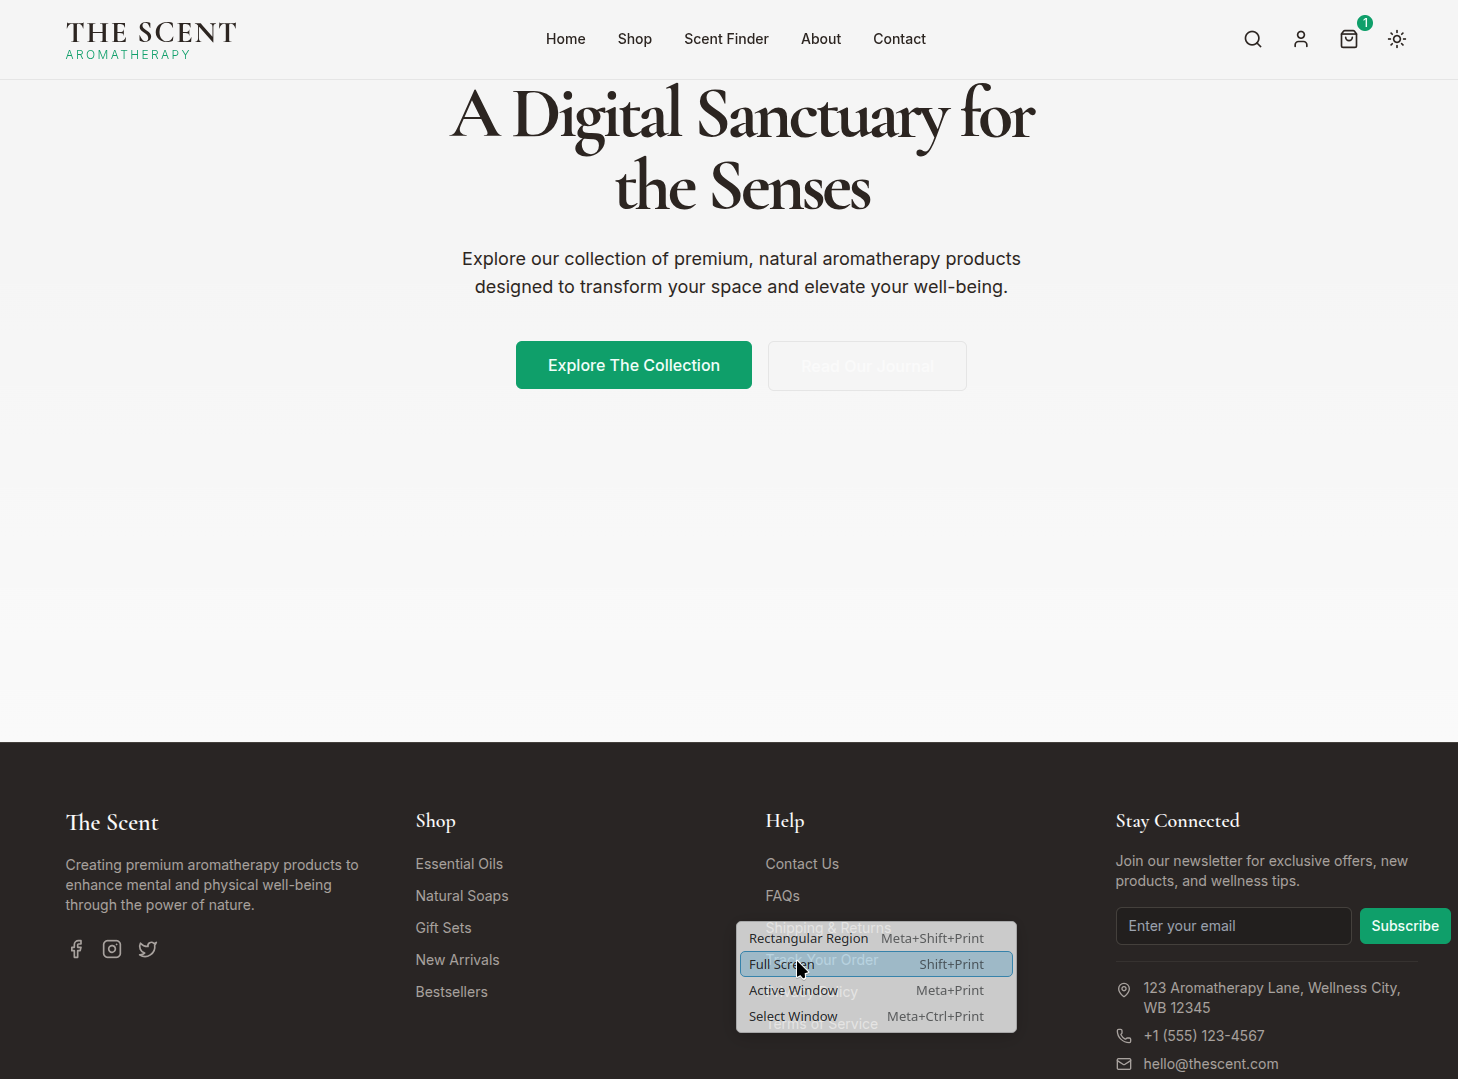 THE SCENT
AROMATHERAPY
Home
Shop
Scent Finder
About
Contact
1
A Digital Sanctuary for
the Senses
Explore our collection of premium, natural aromatherapy products
designed to transform your space and elevate your well-being.
Explore The Collection
Read Our Journal
The Scent
Creating premium aromatherapy products to
enhance mental and physical well-being
through the power of nature.
Shop
Essential Oils
Natural Soaps
Gift Sets
New Arrivals
Bestsellers
Help
Contact Us
FAQs
Shipping & Returns
Track Your Order
Policy
Terms of Service
Rectangular Region Meta+Shift+Print
Full Screen Shift+Print
Active Window Meta+Print
Select Window Meta+Ctrl+Print
Stay Connected
Join our newsletter for exclusive offers, new
products, and wellness tips.
Enter your email
Subscribe
123 Aromatherapy Lane, Wellness City,
WB 12345
+1 (555) 123-4567
hello@thescent.com